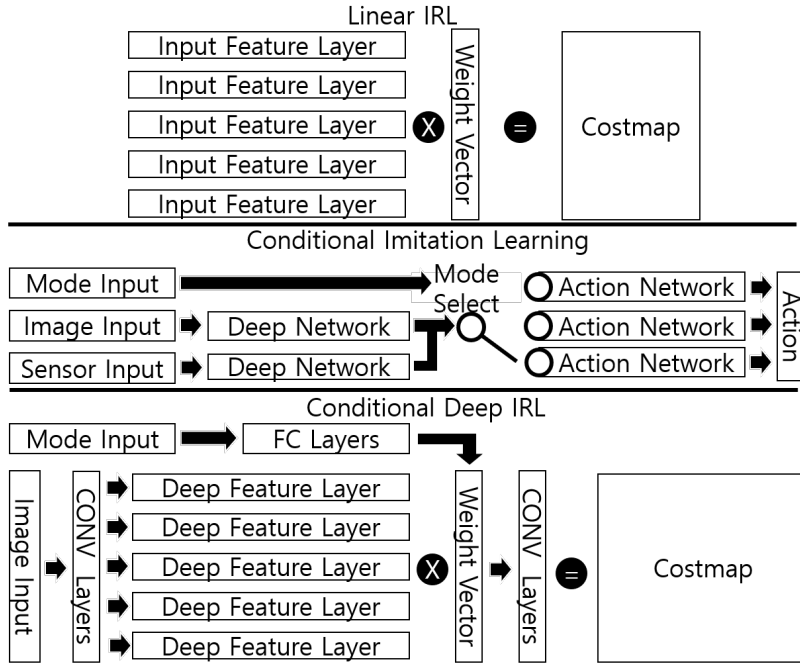 Linear IRL
Input Feature Layer
Input Feature Layer
Input Feature Layer
Input Feature Layer
Input Feature Layer
X
Weight Vector
=
Costmap
Conditional Imitation Learning
Mode Input
Mode
Select
Action Network
Image Input
Deep Network
Action Network
Sensor Input
Deep Network
Action Network
Action
Conditional Deep IRL
Mode Input
FC Layers
Image Input
CONV Layers
Deep Feature Layer
Deep Feature Layer
Deep Feature Layer
Deep Feature Layer
Deep Feature Layer
X
Weight Vector
CONV Layers
=
Costmap